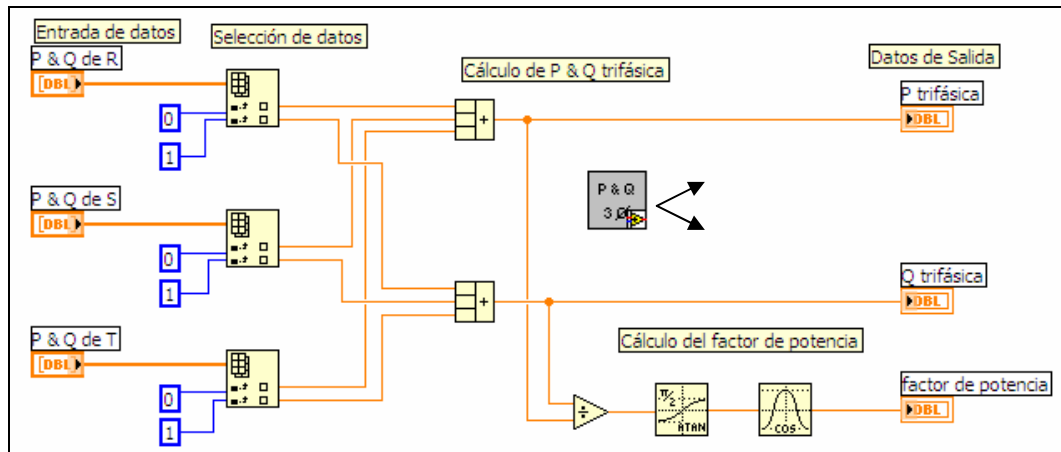 Entrada de datos
P & Q de R
[DBL]
Selección de datos
0
1
P & Q de S
[DBL]
0
1
P & Q de T
[DBL]
0
1
Cálculo de P & Q trifásica
+
+
P & Q
3Ø
Cálculo del factor de potencia
÷
π/2
ATAN
COS
Datos de Salida
P trifásica
DBL
Q trifásica
DBL
factor de potencia
DBL